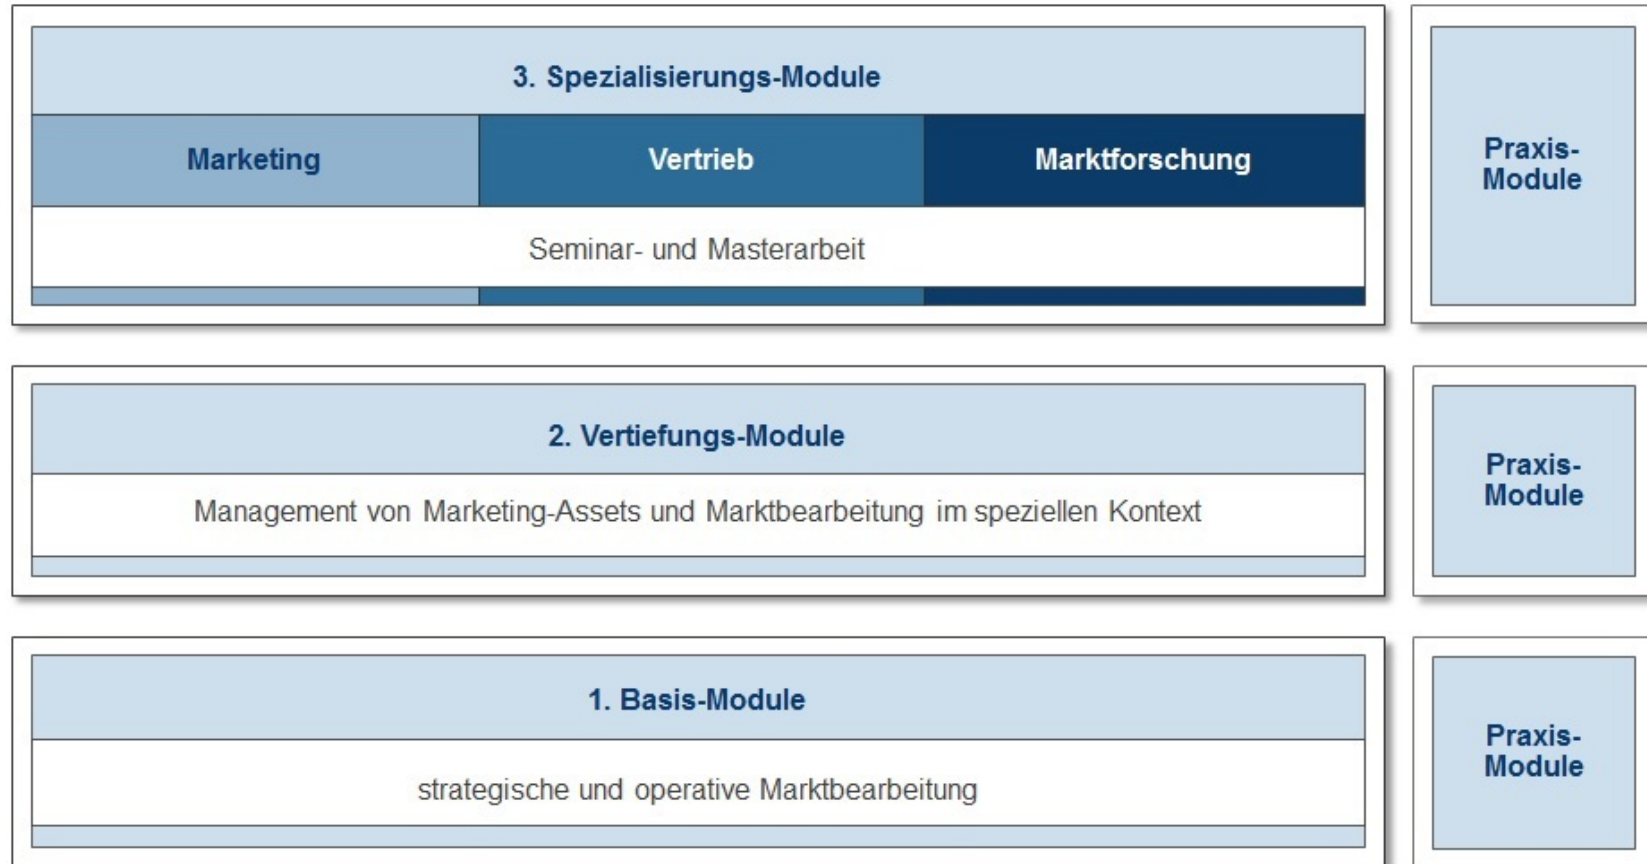 3. Spezialisierungs-Module
Marketing
Vertrieb
Marktforschung
Seminar- und Masterarbeit
Praxis-
Module
2. Vertiefungs-Module
Management von Marketing-Assets und Marktbearbeitung im speziellen Kontext
Praxis-
Module
1. Basis-Module
strategische und operative Marktbearbeitung
Praxis-
Module